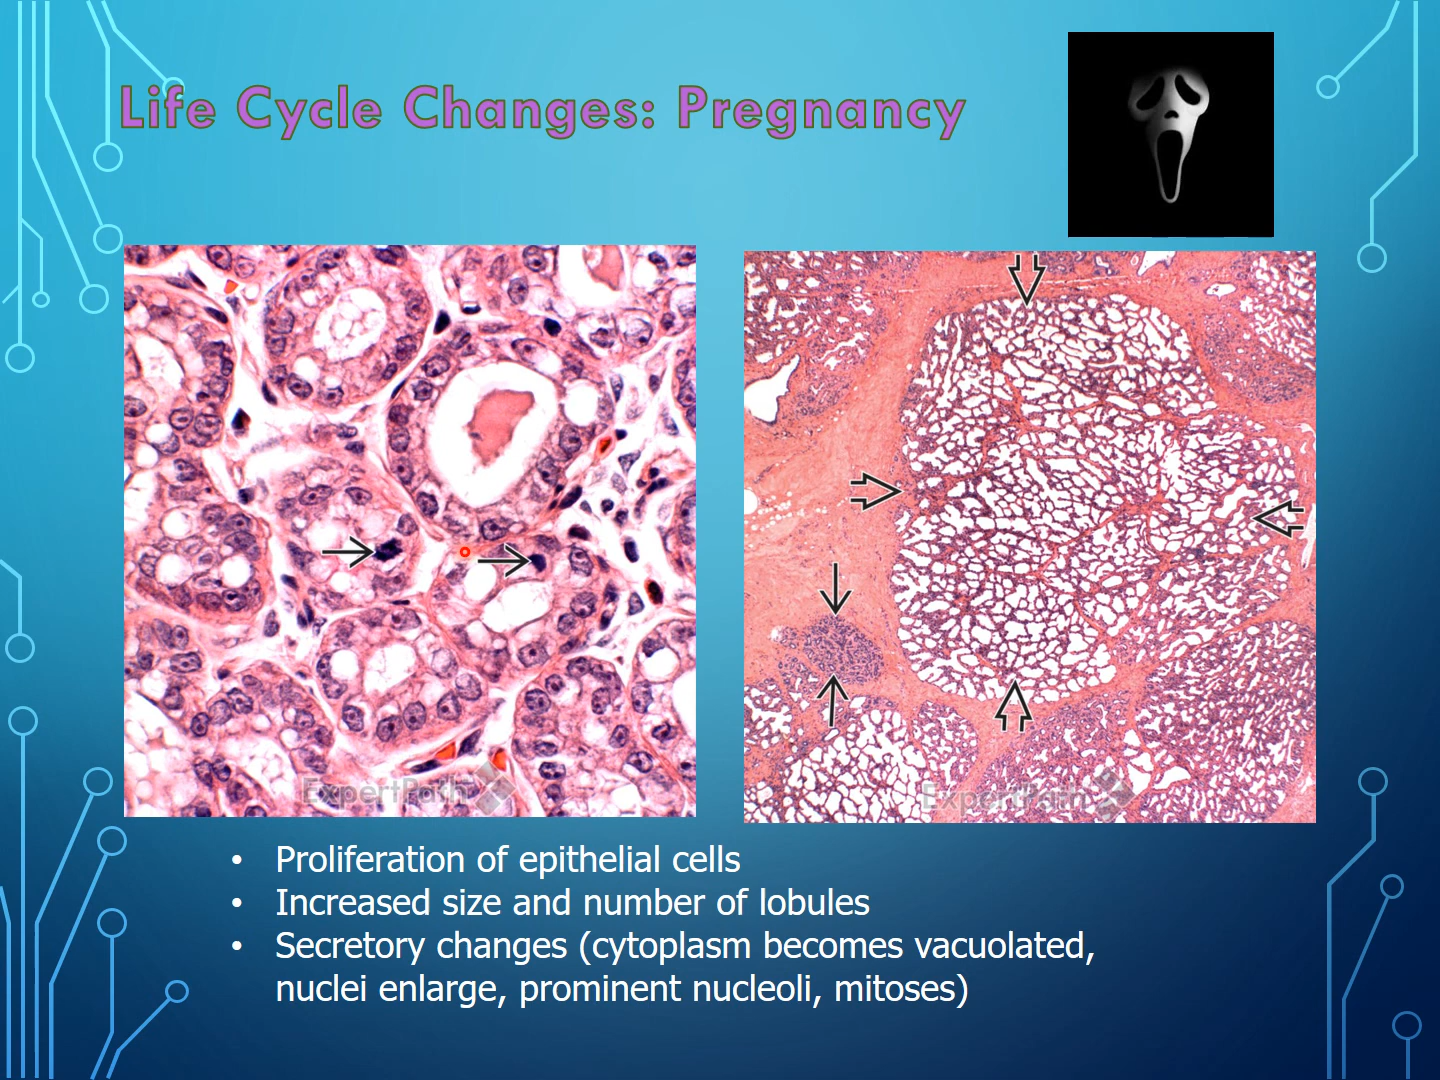 Life Cycle Changes: Pregnancy
ExpertPath
ExpertPath
• Proliferation of epithelial cells
• Increased size and number of lobules
• Secretory changes (cytoplasm becomes vacuolated,
nuclei enlarge, prominent nucleoli, mitoses)